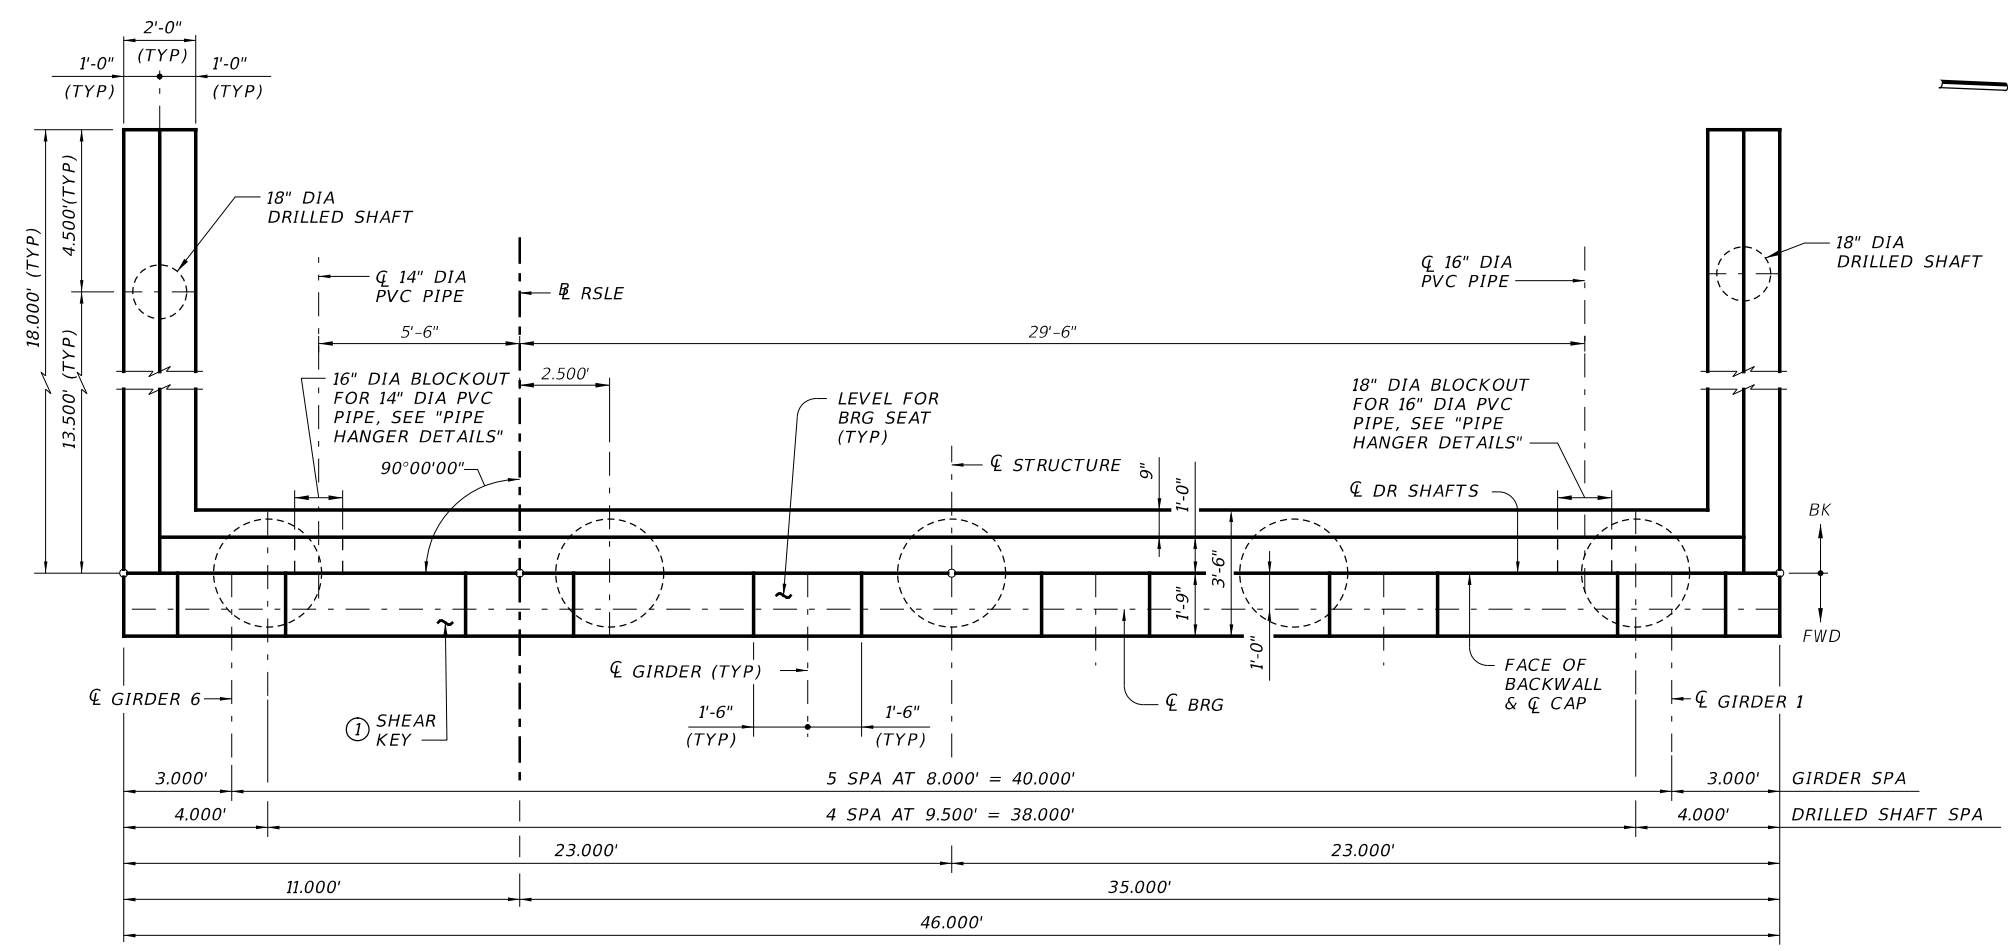 2'-0"
(TYP)
1'-0"
(TYP)
1'-0"
(TYP)
18.000' (TYP)
4.500'(TYP)
13.500' (TYP)
18" DIA
DRILLED SHAFT
℄ 14" DIA
PVC PIPE
BL RSLE
℄ 16" DIA
PVC PIPE
18" DIA
DRILLED SHAFT
5'-6"
29'-6"
2.500'
16" DIA BLOCKOUT
FOR 14" DIA PVC
PIPE, SEE "PIPE
HANGER DETAILS"
LEVEL FOR
BRG SEAT
(TYP)
18" DIA BLOCKOUT
FOR 16" DIA PVC
PIPE, SEE "PIPE
HANGER DETAILS"
90°00'00"
℄ STRUCTURE
9"
1'-0"
℄ DR SHAFTS
BK
3'-6"
1'-9"
1'-0"
FWD
℄ GIRDER 6
℄ GIRDER (TYP)
1 SHEAR
KEY
1'-6"
(TYP)
1'-6"
(TYP)
℄ BRG
FACE OF
BACKWALL
& ℄ CAP
℄ GIRDER 1
3.000'
5 SPA AT 8.000' = 40.000'
3.000'
GIRDER SPA
4.000'
4 SPA AT 9.500' = 38.000'
4.000'
DRILLED SHAFT SPA
23.000'
23.000'
11.000'
35.000'
46.000'